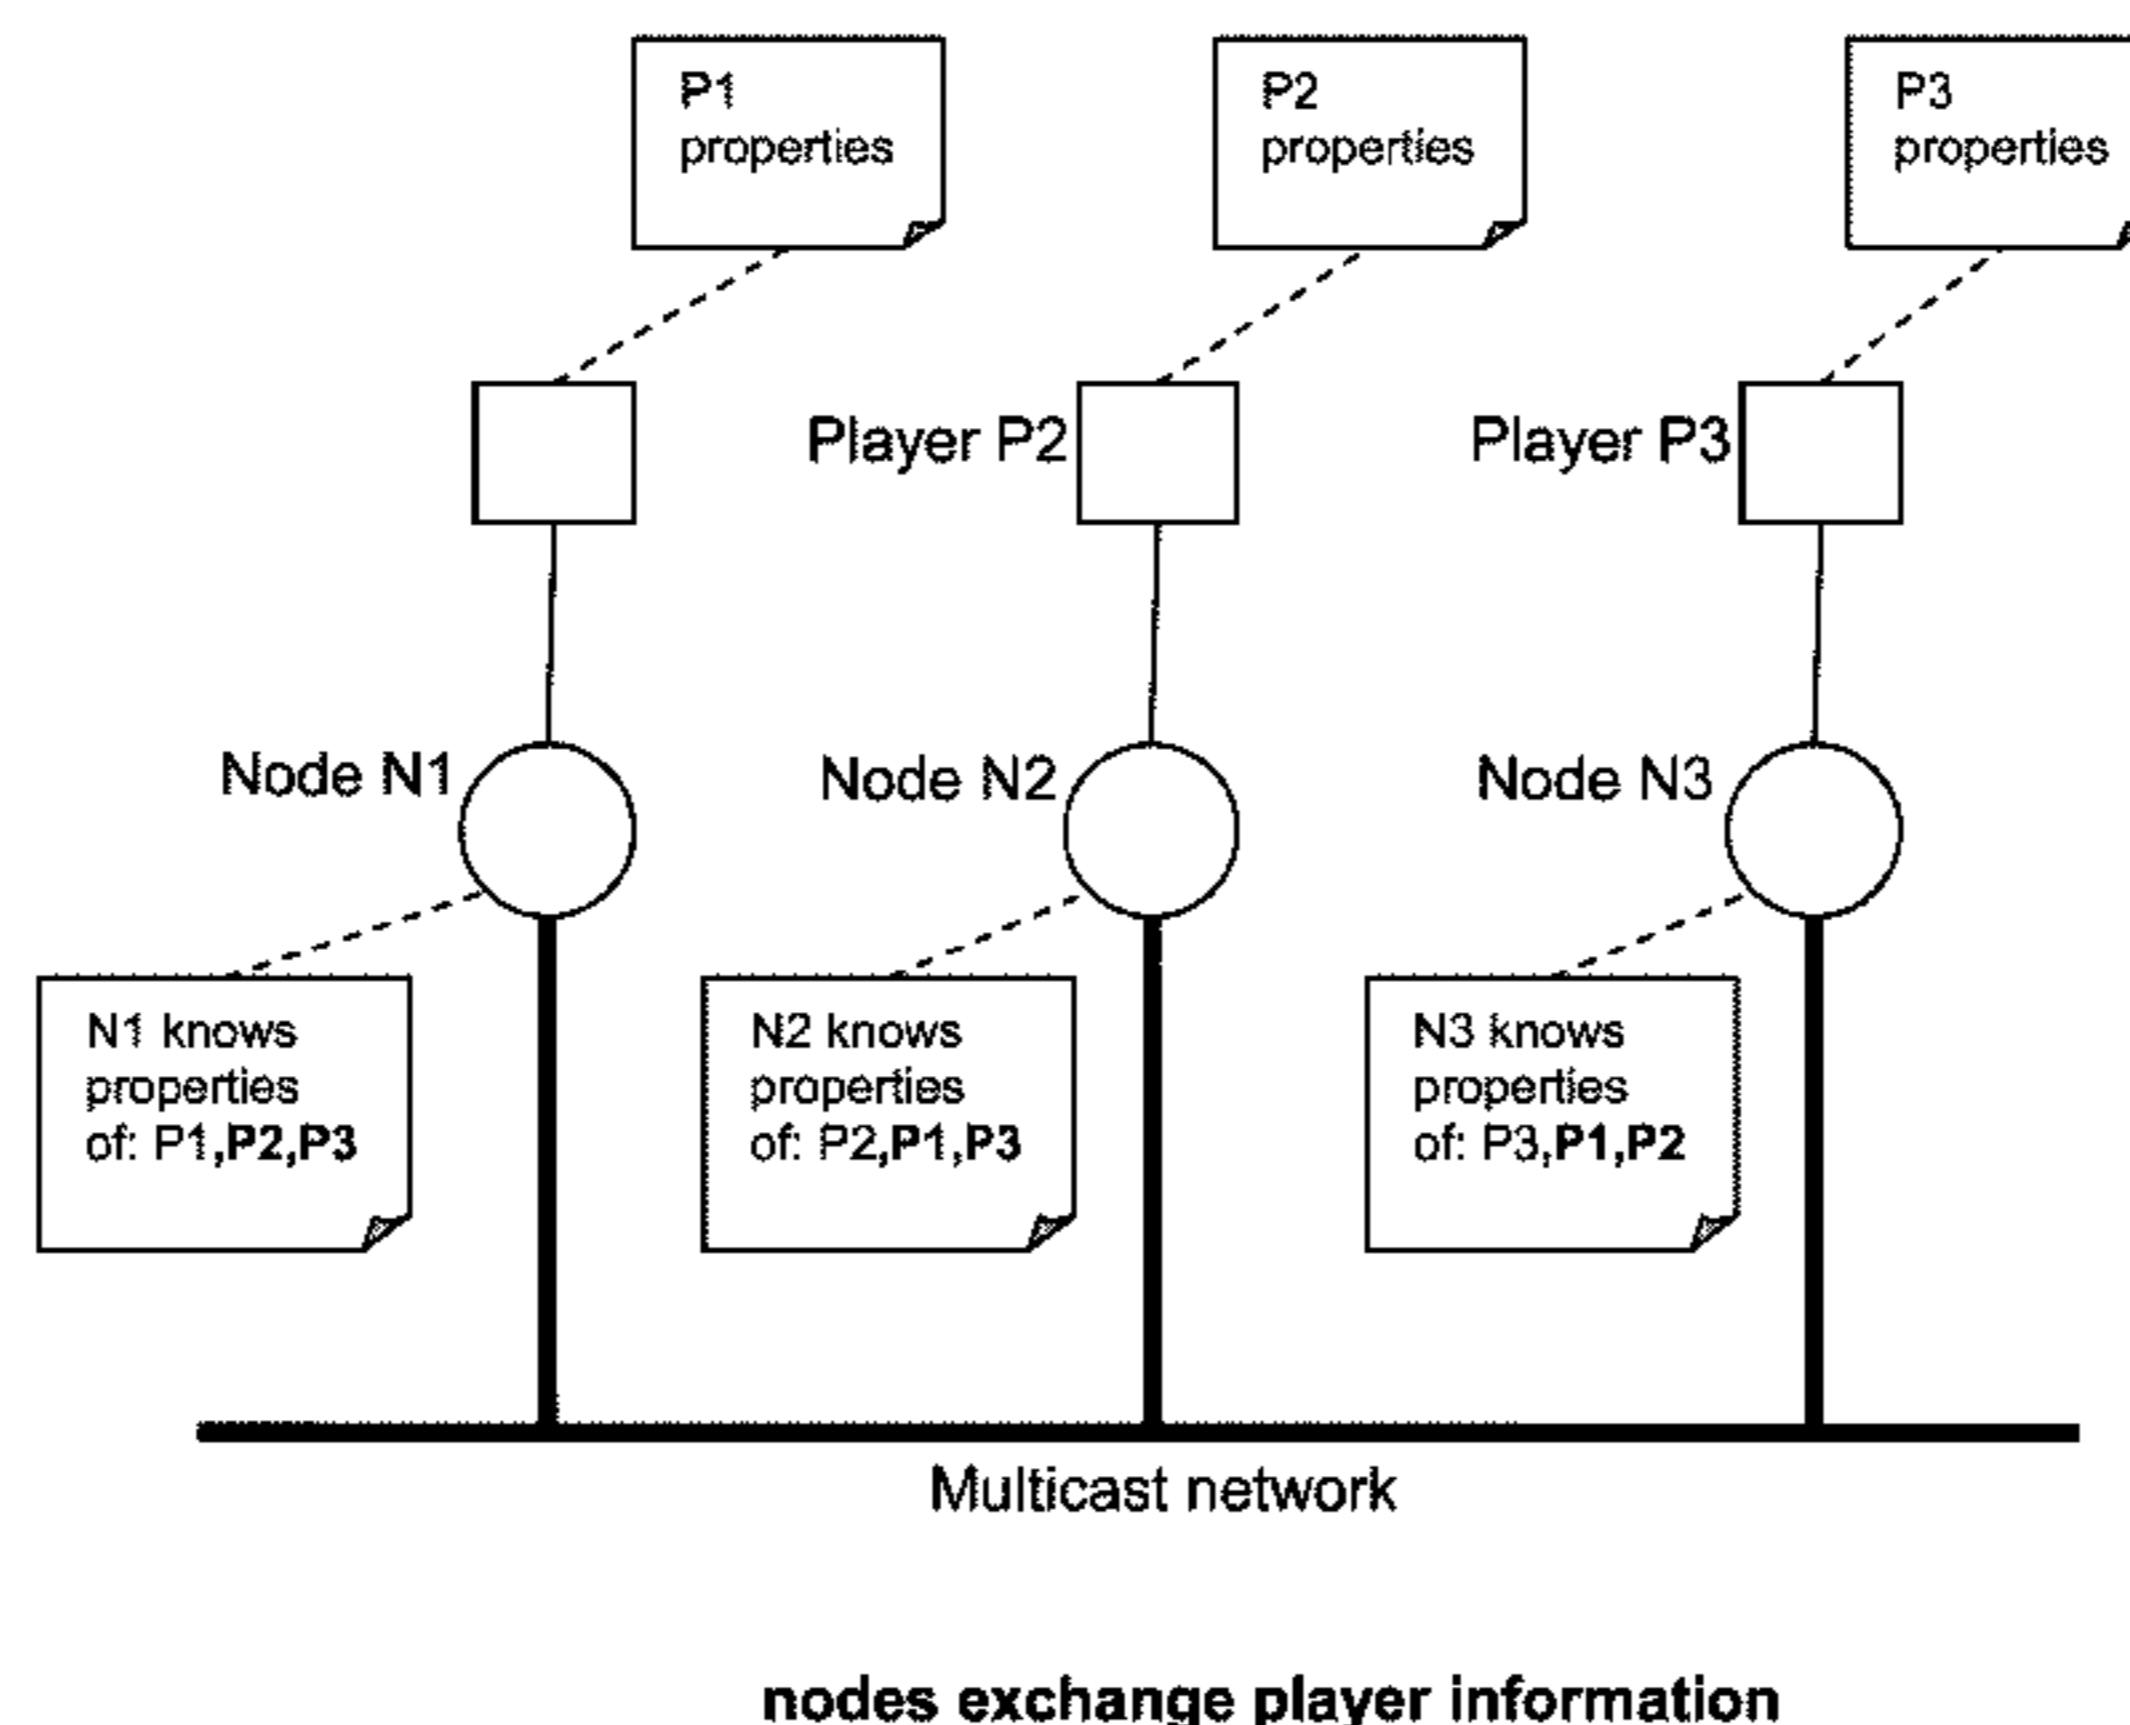 P1
properties
P2
properties
P3
properties
Player P2
Player P3
Node N1
Node N2
Node N3
N1 knows
properties
of: P1,P2,P3
N2 knows
properties
of: P2,P1,P3
N3 knows
properties
of: P3,P1,P2
Multicast network
nodes exchange player information